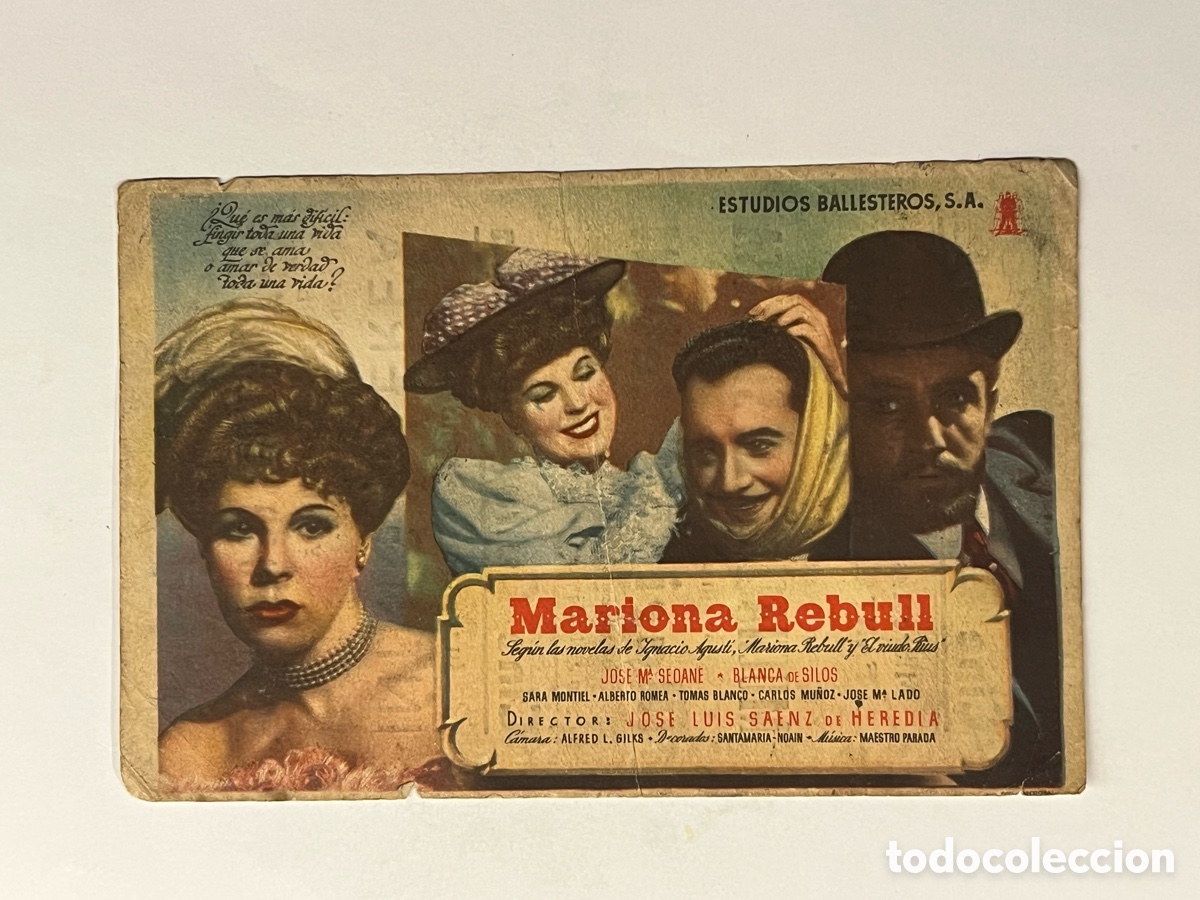 ¿Qué es más difícil:
fingir toda una vida
que se ama
o amar de verdad
toda una vida?
ESTUDIOS BALLESTEROS, S.A.
Mariona Rebull
Según las novelas de Ignacio Agustí, "Mariona Rebull" y "El viudo Rius"
JOSE Mª SEOANE • BLANCA DE SILOS
SARA MONTIEL • ALBERTO ROMEA • TOMAS BLANCO • CARLOS MUÑOZ • JOSE Mª LADO
DIRECTOR: JOSE LUIS SAENZ DE HEREDIA
Cámara: ALFRED L. GILKS • Decorados: SANTAMARIA-NOAIN • Música: MAESTRO PARADA
todocoleccion